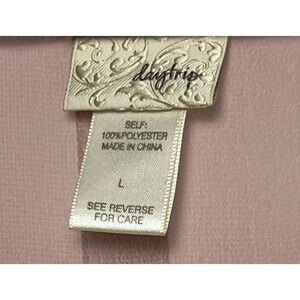 daytrip
SELF:
100%POLYESTER
MADE IN CHINA
L
SEE REVERSE
FOR CARE